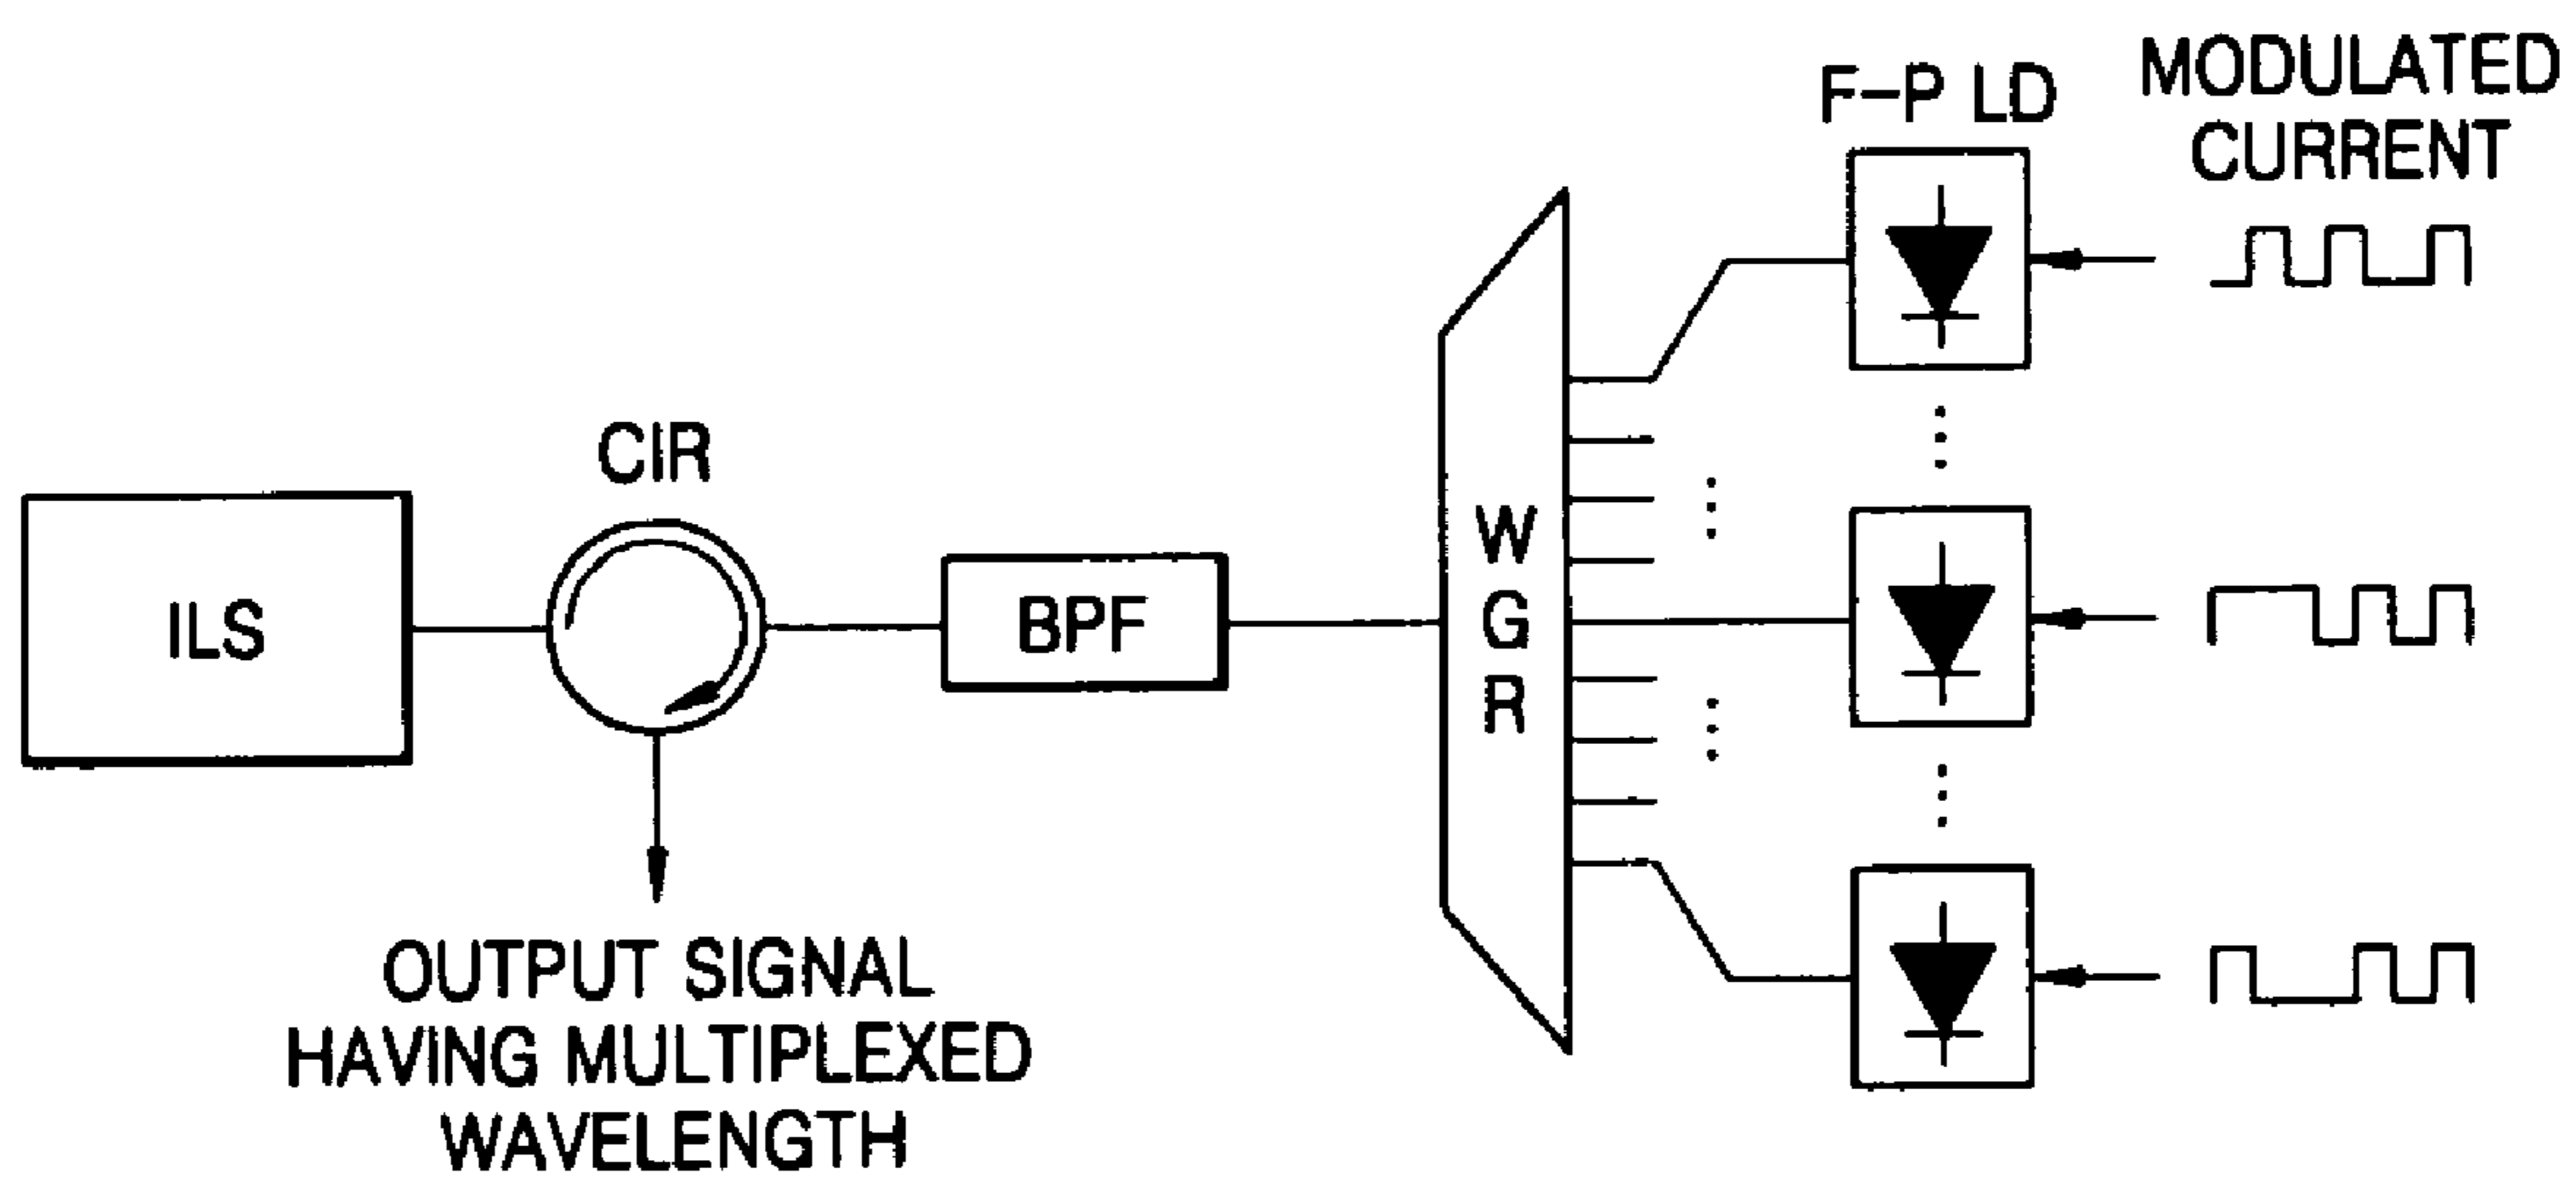 F-P LD
MODULATED
CURRENT
CIR
ILS
BPF
W
G
R
OUTPUT SIGNAL
HAVING MULTIPLEXED
WAVELENGTH